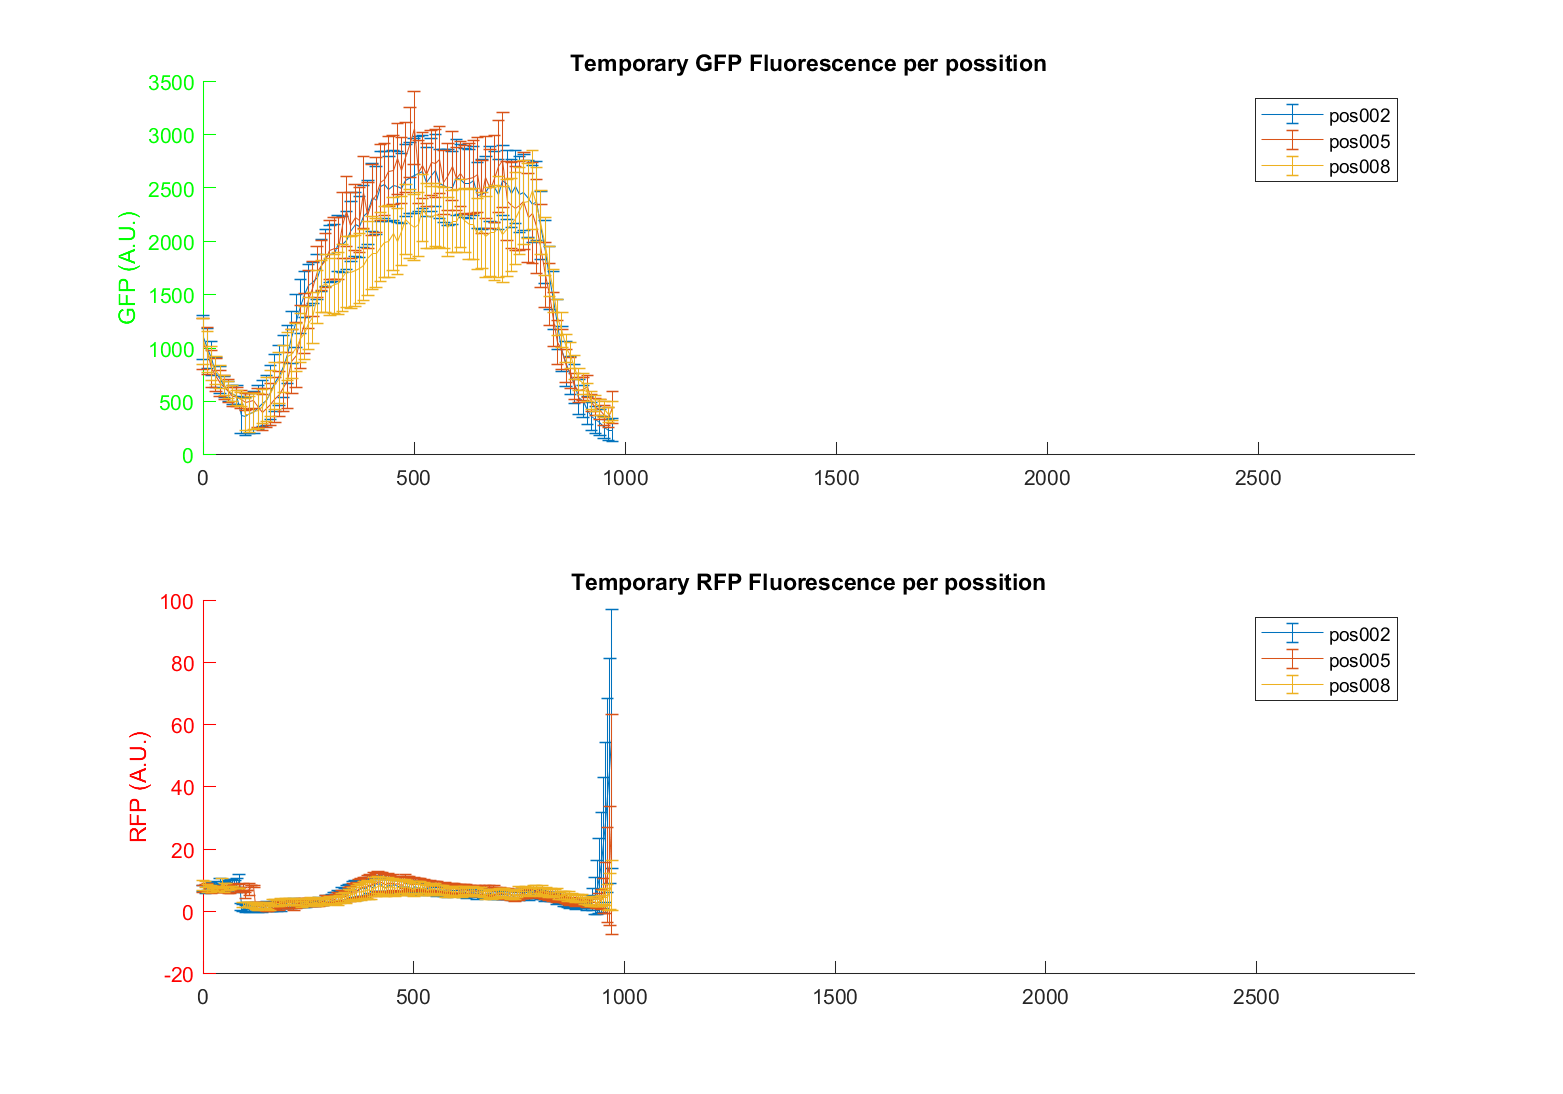 Temporary GFP Fluorescence per possition
3500
3000
2500
2000
1500
1000
500
0
GFP (A.U.)
0 500 1000 1500 2000 2500
pos002
pos005
pos008
Temporary RFP Fluorescence per possition
100
80
60
40
20
0
-20
RFP (A.U.)
0 500 1000 1500 2000 2500
pos002
pos005
pos008